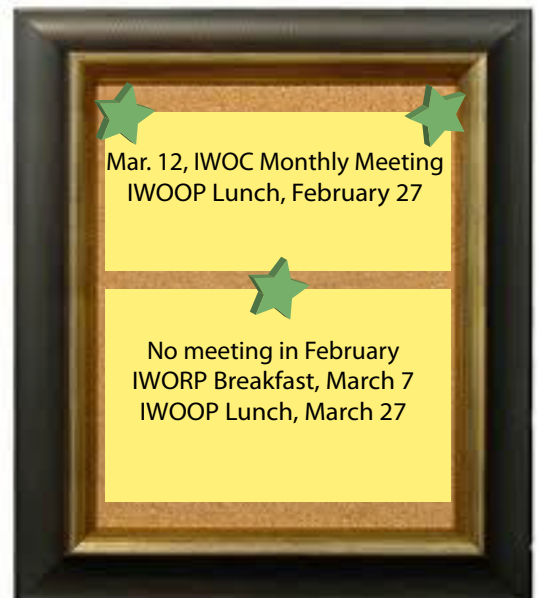 Mar. 12, IWOC Monthly Meeting
IWOOP Lunch, February 27
No meeting in February
IWORP Breakfast, March 7
IWOOP Lunch, March 27